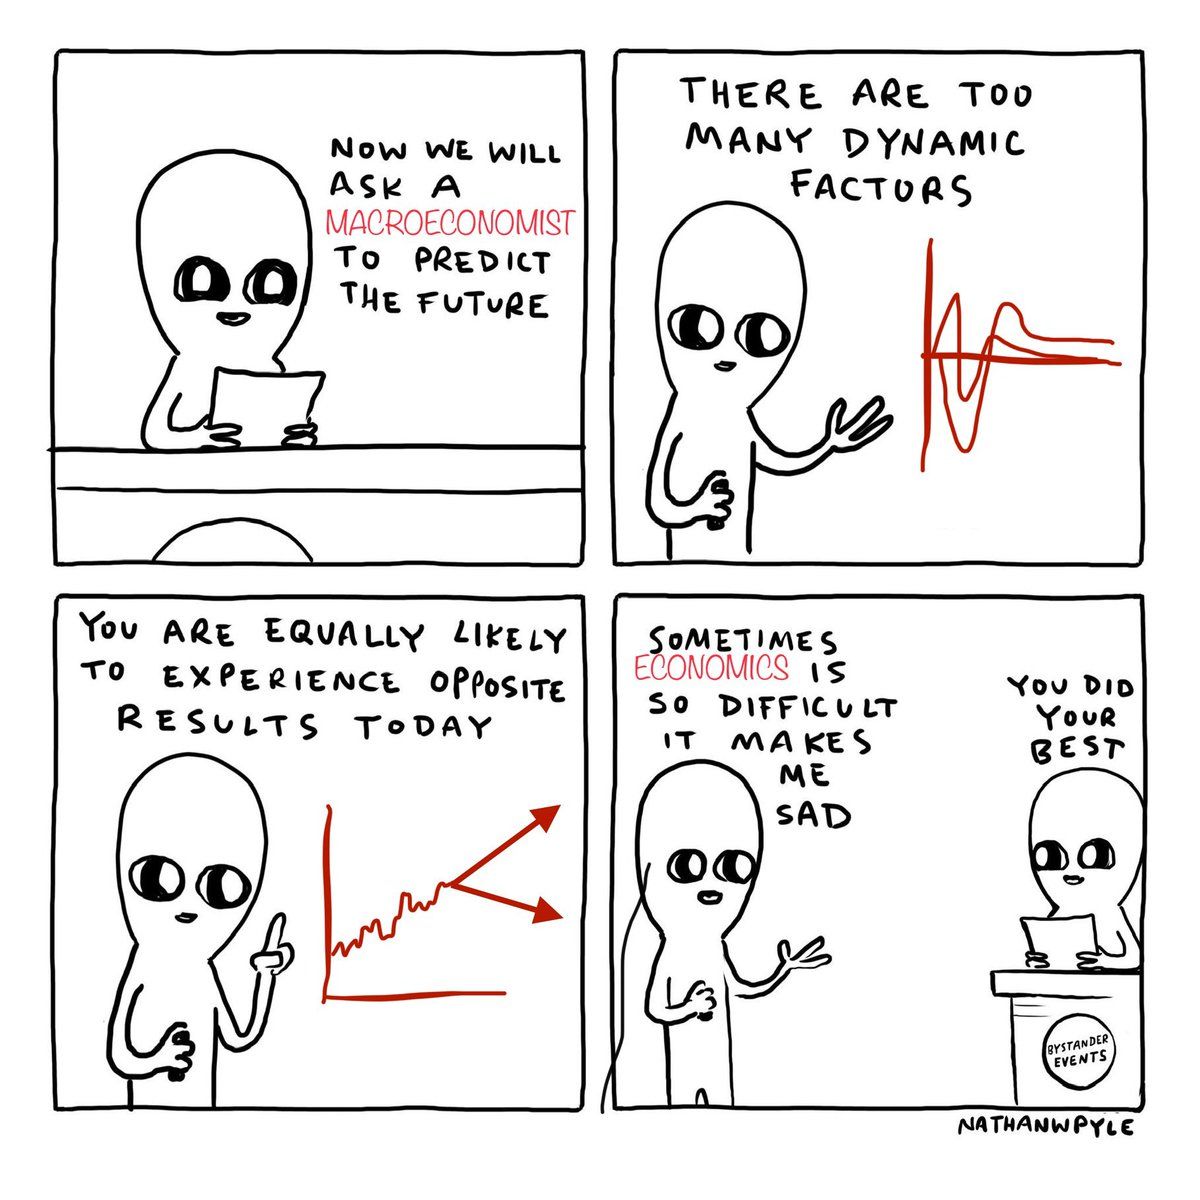 NOW WE WILL
ASK A
MACROECONOMIST
TO PREDICT
THE FUTURE
THERE ARE TOO
MANY DYNAMIC
FACTORS
YOU ARE EQUALLY LIKELY
TO EXPERIENCE OPPOSITE
RESULTS TODAY
SOMETIMES
ECONOMICS IS
SO DIFFICULT
IT MAKES
ME
SAD
YOU DID
YOUR
BEST
BYSTANDER
EVENTS
NATHANWPYLE